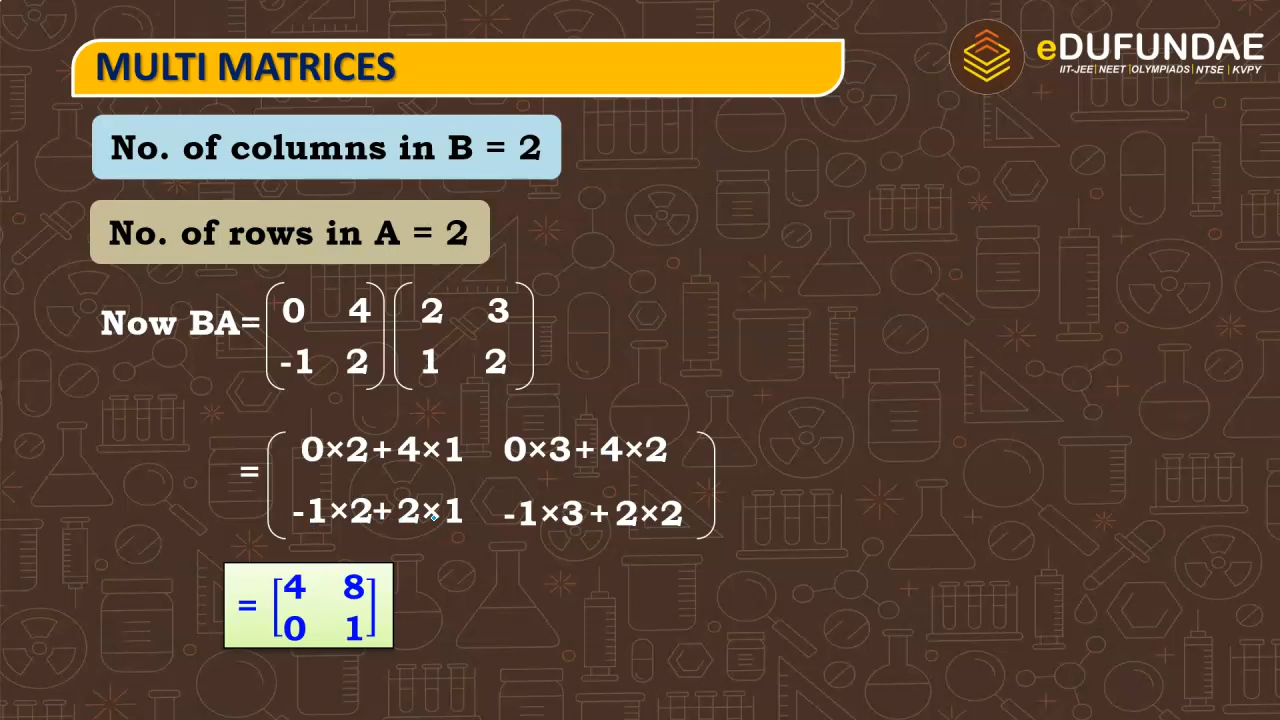 MULTI MATRICES
eDUFUNDAE
IIT-JEE| NEET |OLYMPIADS| NTSE | KVPY
No. of columns in B = 2
No. of rows in A = 2
Now BA= (0 4) (2 3)
(-1 2) (1 2)
= (0×2+4×1 0×3+4×2)
(-1×2+2×1 -1×3+2×2)
= [4 8]
[0 1]